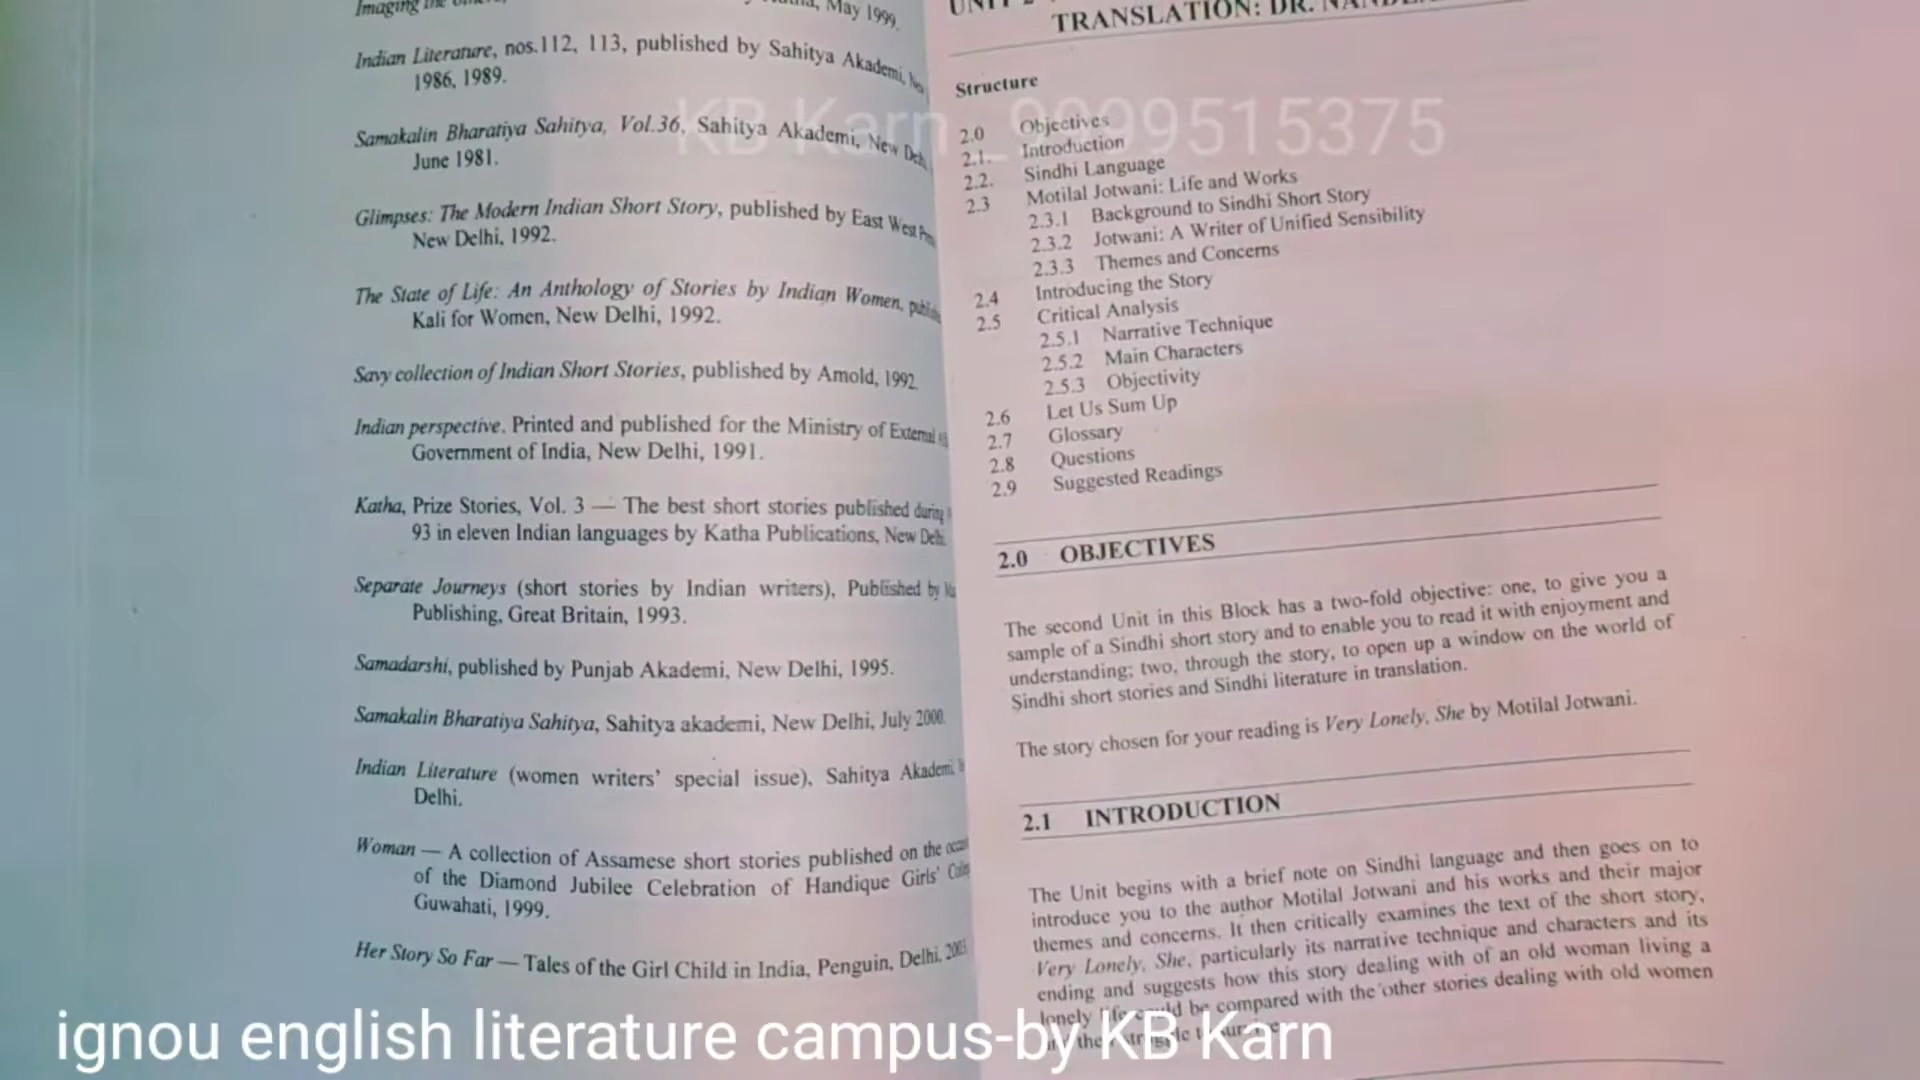 Imaging the
May 1999.
Indian Literature, nos.112, 113, published by Sahitya Akademi,
1986, 1989.
Samakalin Bharatiya Sahitya, Vol.36, Sahitya Akademi, New
June 1981.
Glimpses: The Modern Indian Short Story, published by East West
New Delhi, 1992.
The State of Life: An Anthology of Stories by Indian Women,
Kali for Women, New Delhi, 1992.
Savy collection of Indian Short Stories, published by Arnold, 1992.
Indian perspective. Printed and published for the Ministry of External
Government of India, New Delhi, 1991.
Katha, Prize Stories, Vol. 3 — The best short stories published during
93 in eleven Indian languages by Katha Publications, New
Separate Journeys (short stories by Indian writers), Published by
Publishing, Great Britain, 1993.
Samadarshi, published by Punjab Akademi, New Delhi, 1995.
Samakalin Bharatiya Sahitya, Sahitya akademi, New Delhi, July 2000.
Indian Literature (women writers' special issue), Sahitya Akademi,
Delhi.
Woman — A collection of Assamese short stories published on the
of the Diamond Jubilee Celebration of Handique Girls'
Guwahati, 1999.
Her Story So Far — Tales of the Girl Child in India, Penguin, Delhi,
UNIT 2
TRANSLATION: DR.
Structure
2.0 Objectives
2.1. Introduction
2.2. Sindhi Language
2.3 Motilal Jotwani: Life and Works
2.3.1 Background to Sindhi Short Story
2.3.2 Jotwani: A Writer of Unified Sensibility
2.3.3 Themes and Concerns
2.4 Introducing the Story
2.5 Critical Analysis
2.5.1 Narrative Technique
2.5.2 Main Characters
2.5.3 Objectivity
2.6 Let Us Sum Up
2.7 Glossary
2.8 Questions
2.9 Suggested Readings
2.0 OBJECTIVES
The second Unit in this Block has a two-fold objective: one, to give you a
sample of a Sindhi short story and to enable you to read it with enjoyment and
understanding; two, through the story, to open up a window on the world of
Sindhi short stories and Sindhi literature in translation.
The story chosen for your reading is Very Lonely, She by Motilal Jotwani.
2.1 INTRODUCTION
The Unit begins with a brief note on Sindhi language and then goes on to
introduce you to the author Motilal Jotwani and his works and their major
themes and concerns. It then critically examines the text of the short story,
Very Lonely, She, particularly its narrative technique and characters and its
ending and suggests how this story dealing with of an old woman living a
lonely life could be compared with the other stories dealing with old women
KB Karn_9999515375
ignou english literature campus-by KB Karn